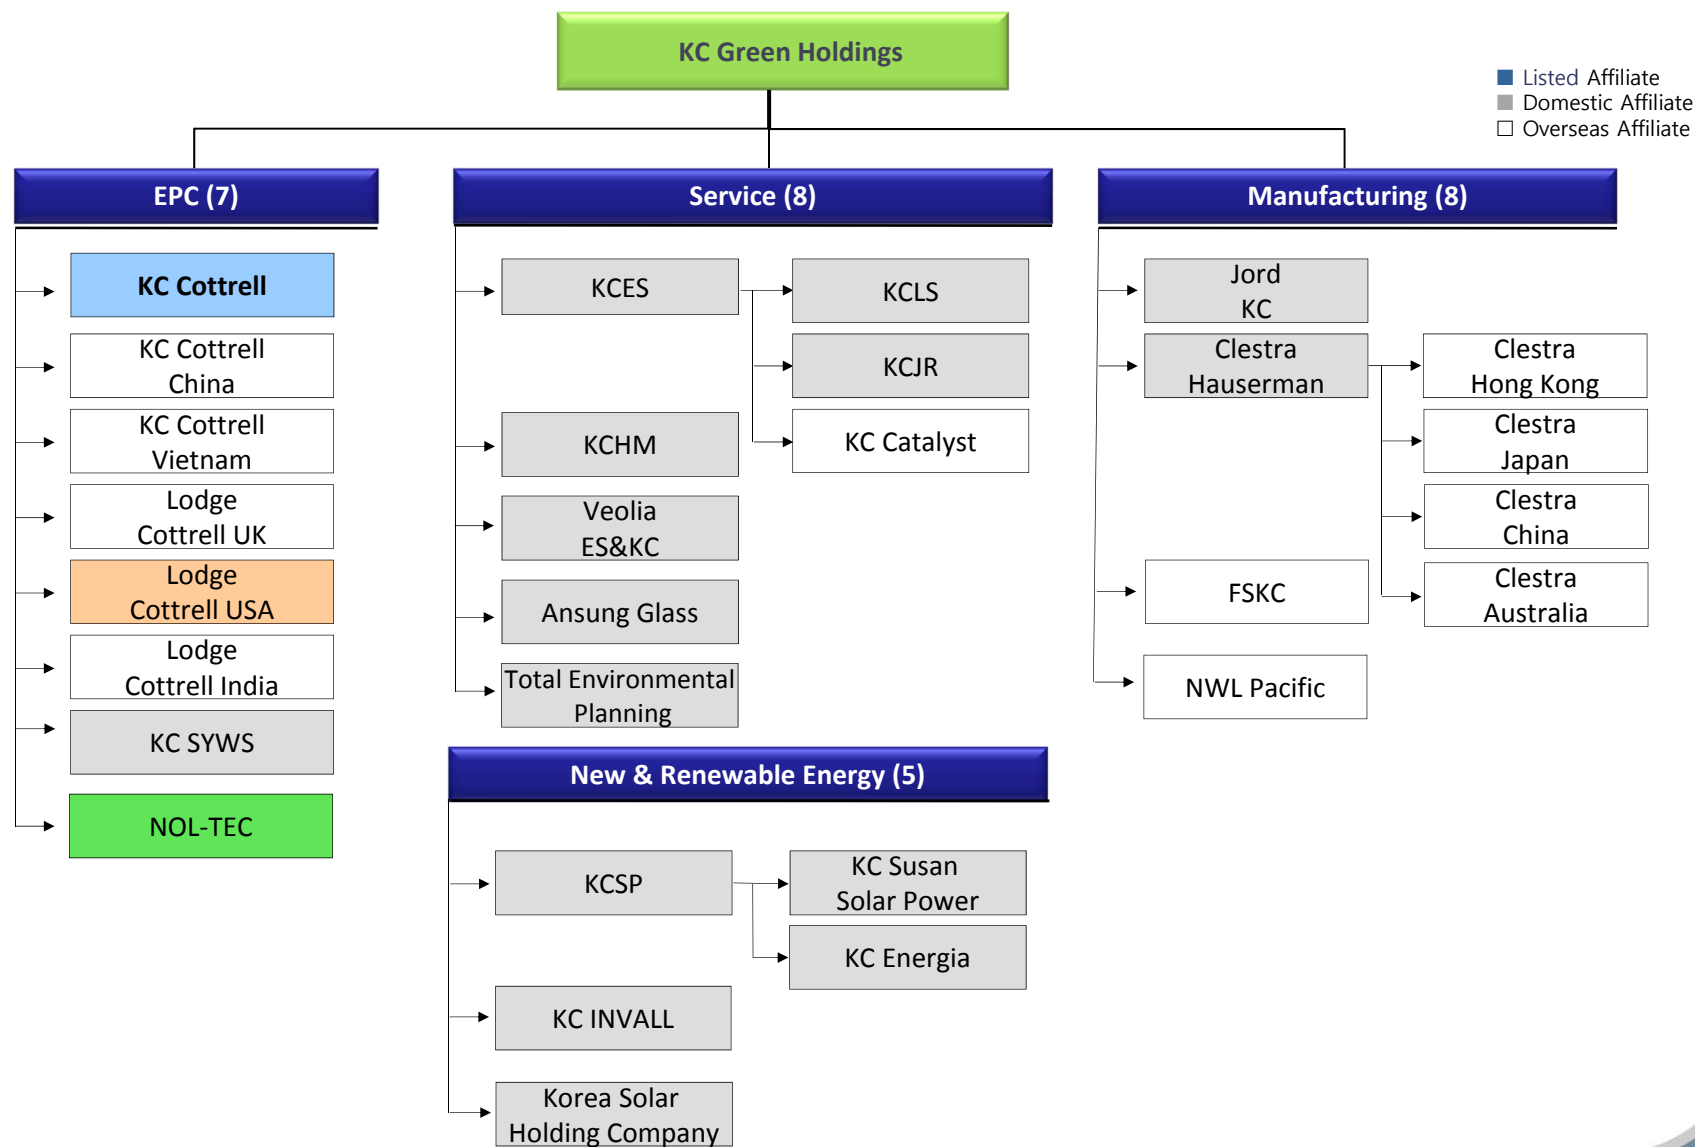 KC Green Holdings
Listed Affiliate
Domestic Affiliate
Overseas Affiliate
EPC (7)
KC Cottrell
KC Cottrell
China
KC Cottrell
Vietnam
Lodge
Cottrell UK
Lodge
Cottrell USA
Lodge
Cottrell India
KC SYWS
NOL-TEC
Service (8)
KCES
KCLS
KCJR
KC Catalyst
KCHM
Veolia
ES&KC
Ansung Glass
Total Environmental
Planning
Manufacturing (8)
Jord
KC
Clestra
Hauserman
Clestra
Hong Kong
Clestra
Japan
Clestra
China
Clestra
Australia
FSKC
NWL Pacific
New & Renewable Energy (5)
KCSP
KC Susan
Solar Power
KC Energia
KC INVALL
Korea Solar
Holding Company